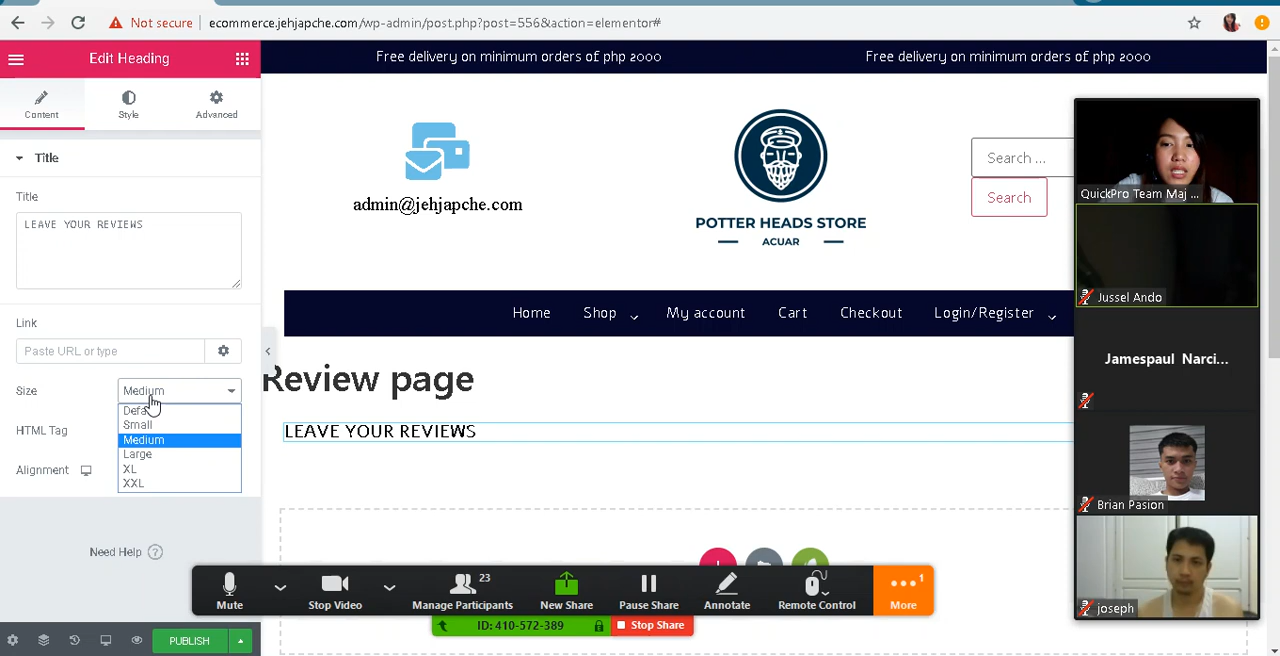 Not secure
ecommerce.jehjapche.com/wp-admin/post.php?post=556&action=elementor#
Edit Heading
Content
Style
Advanced
Title
Title
LEAVE YOUR REVIEWS
Link
Paste URL or type
Size
Medium
Small
Medium
Large
XL
XXL
HTML Tag
Alignment
Need Help
?
PUBLISH
Free delivery on minimum orders of php 2000
Free delivery on minimum orders of php 2000
admin@jehjapche.com
POTTER HEADS STORE
ACUAR
Search ...
Search
Home
Shop
My account
Cart
Checkout
Login/Register
Review page
LEAVE YOUR REVIEWS
QuickPro Team Maj ...
Jussel Ando
Jamespaul Narci...
Brian Pasion
joseph
Mute
Stop Video
23
Manage Participants
New Share
Pause Share
Annotate
Remote Control
1
More
ID: 410-572-389
Stop Share